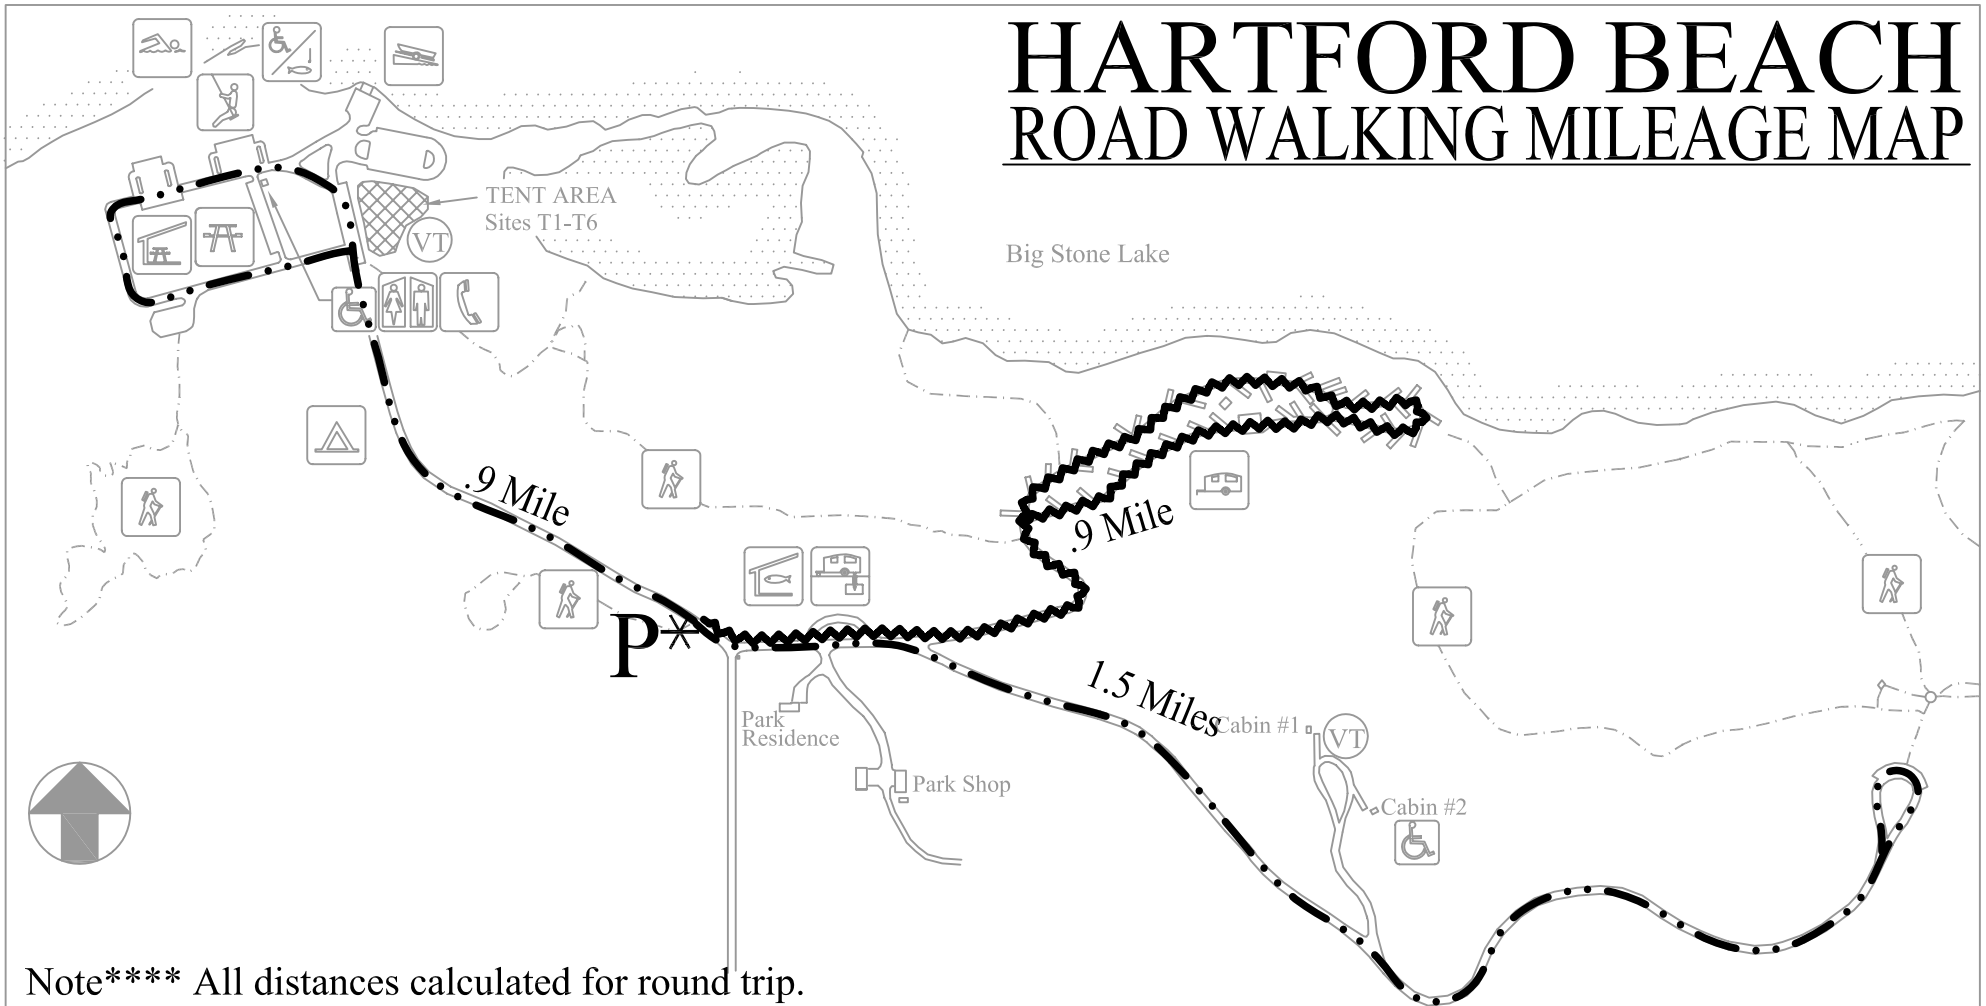 HARTFORD BEACH
ROAD WALKING MILEAGE MAP
TENT AREA
Sites T1-T6
VT
Big Stone Lake
.9 Mile
.9 Mile
P*
1.5 Miles
Park
Residence
Cabin #1
VT
Park Shop
Cabin #2
Note**** All distances calculated for round trip.